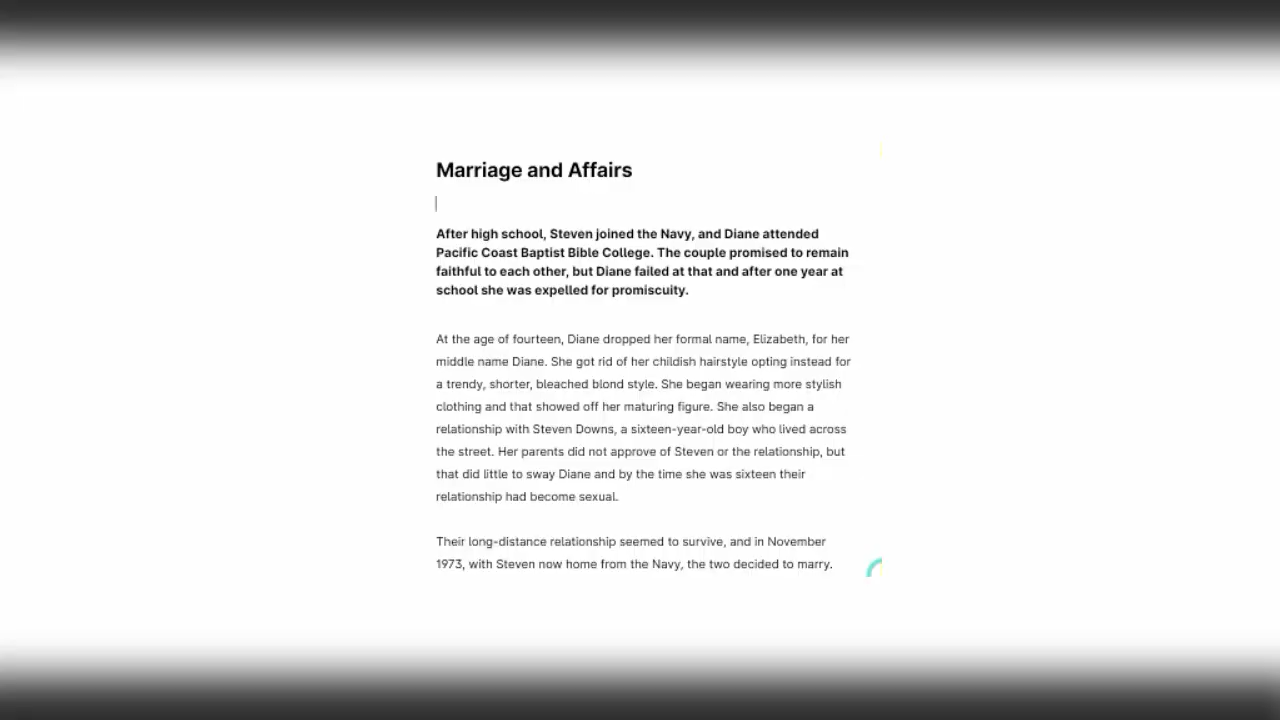 Marriage and Affairs
After high school, Steven joined the Navy, and Diane attended
Pacific Coast Baptist Bible College. The couple promised to remain
faithful to each other, but Diane failed at that and after one year at
school she was expelled for promiscuity.
At the age of fourteen, Diane dropped her formal name, Elizabeth, for her
middle name Diane. She got rid of her childish hairstyle opting instead for
a trendy, shorter, bleached blond style. She began wearing more stylish
clothing and that showed off her maturing figure. She also began a
relationship with Steven Downs, a sixteen-year-old boy who lived across
the street. Her parents did not approve of Steven or the relationship, but
that did little to sway Diane and by the time she was sixteen their
relationship had become sexual.
Their long-distance relationship seemed to survive, and in November
1973, with Steven now home from the Navy, the two decided to marry.